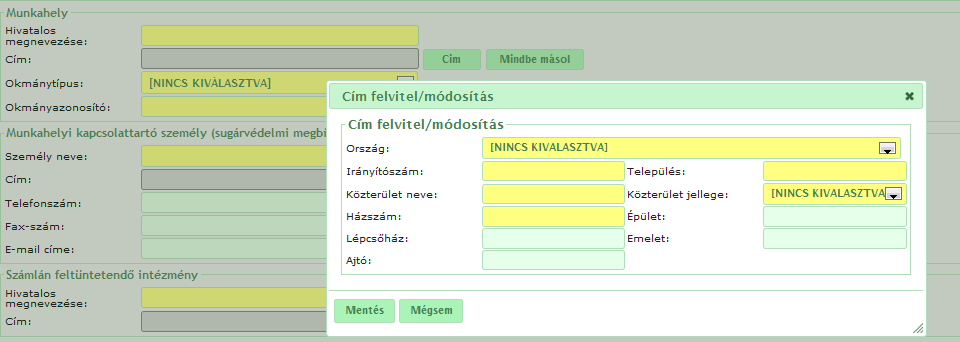 Munkahely
Hivatalos
megnevezése:
Cím:
Cím
Mindbe másol
Okmánytípus:
[NINCS KIVÁLASZTVA]
Okmányazonosító:
Munkahelyi kapcsolattartó személy (sugárvédelmi megbí
Személy neve:
Cím:
Telefonszám:
Fax-szám:
E-mail címe:
Számlán feltüntetendő intézmény
Hivatalos
megnevezése:
Cím:
Cím felvitel/módosítás
Cím felvitel/módosítás
Ország:
[NINCS KIVALASZTVA]
Irányítószám:
Település:
Közterület neve:
Közterület jellege:
[NINCS KIVALASZTVA
Házszám:
Épület:
Lépcsőház:
Emelet:
Ajtó:
Mentés
Mégsem